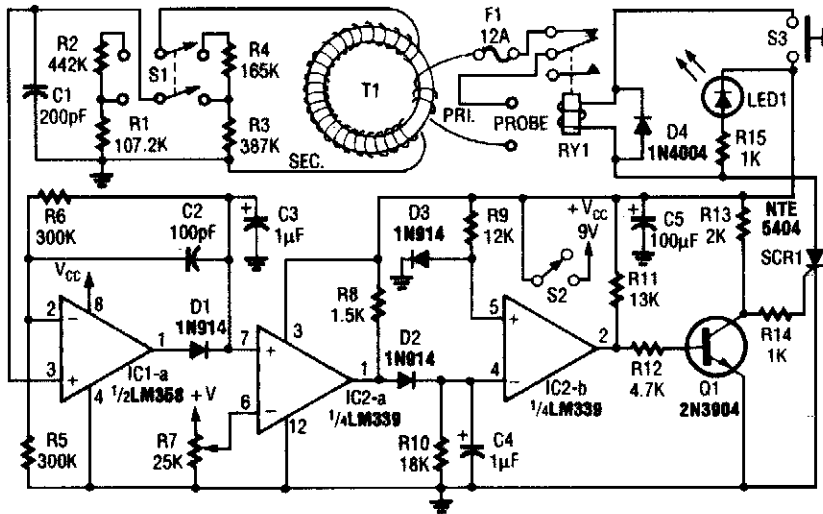 R2
442K
C1
200pF
R1
107.2K
S1
R4
165K
R3
387K
SEC.
T1
PRI.
F1
12A
PROBE
RY1
D4
1N4004
LED1
R15
1K
S3
R6
300K
C2
100pF
C3
1µF
VCC
2
3
8
4
1
−
+
IC1-a
1/2LM358
D1
1N914
R5
300K
+V
R7
25K
7
6
3
12
1
+
−
IC2-a
1/4LM339
R8
1.5K
D3
1N914
R9
12K
D2
1N914
R10
18K
+
C4
1µF
5
4
2
+
−
IC2-b
1/4LM339
+VCC
9V
S2
+
C5
100µF
R11
13K
R12
4.7K
R13
2K
Q1
2N3904
R14
1K
NTE
5404
SCR1